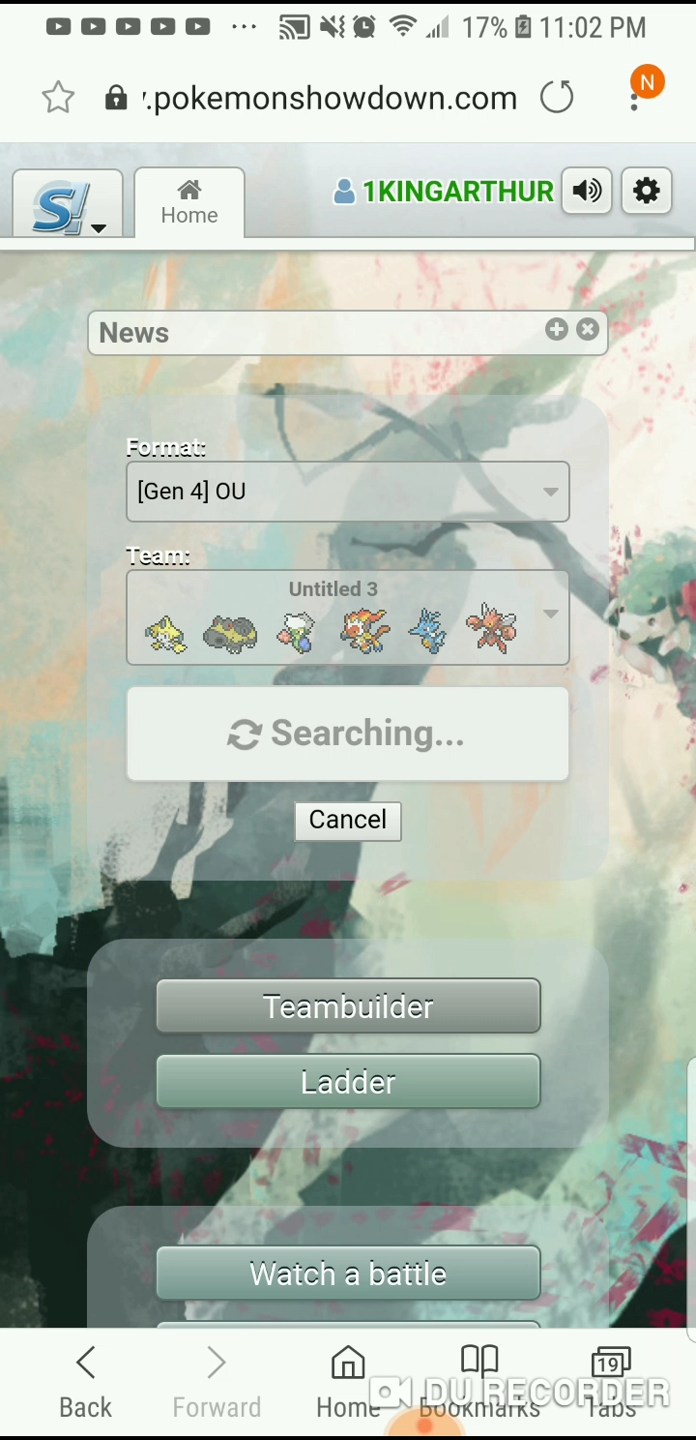 17% 11:02 PM
.pokemonshowdown.com
N
S!
Home
1KINGARTHUR
News
Format:
[Gen 4] OU
Team:
Untitled 3
Searching...
Cancel
Teambuilder
Ladder
Watch a battle
19
Back Forward Home Bookmarks Tabs
DU RECORDER